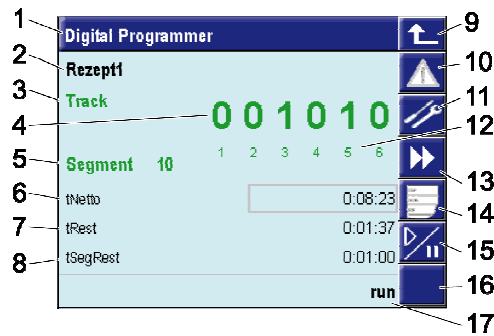 1
Digital Programmer
9
2
Rezept1
10
3
Track
11
4
0 0 1 0 1 0
1 2 3 4 5 6
12
5
Segment 10
13
6
tNetto
0:08:23
14
7
tRest
0:01:37
15
8
tSegRest
0:01:00
16
run
17